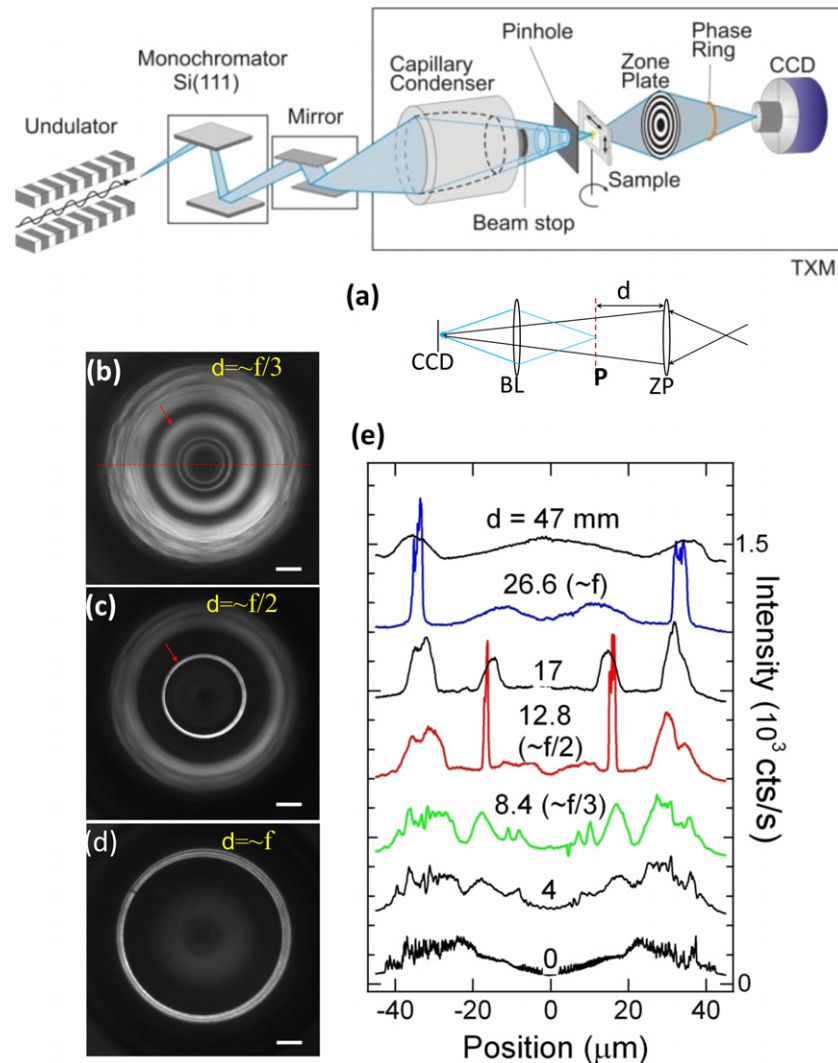 Undulator
Monochromator
Si(111)
Mirror
Capillary
Condenser
Beam stop
Pinhole
Sample
Zone
Plate
Phase
Ring
CCD
TXM
(a)
d
CCD
BL
P
ZP
(b)
d=~f/3
(c)
d=~f/2
(d)
d=~f
(e)
d = 47 mm
26.6 (~f)
17
12.8
(~f/2)
8.4 (~f/3)
4
0
1.5
0
Intensity (10³ cts/s)
-40 -20 0 20 40
Position (μm)